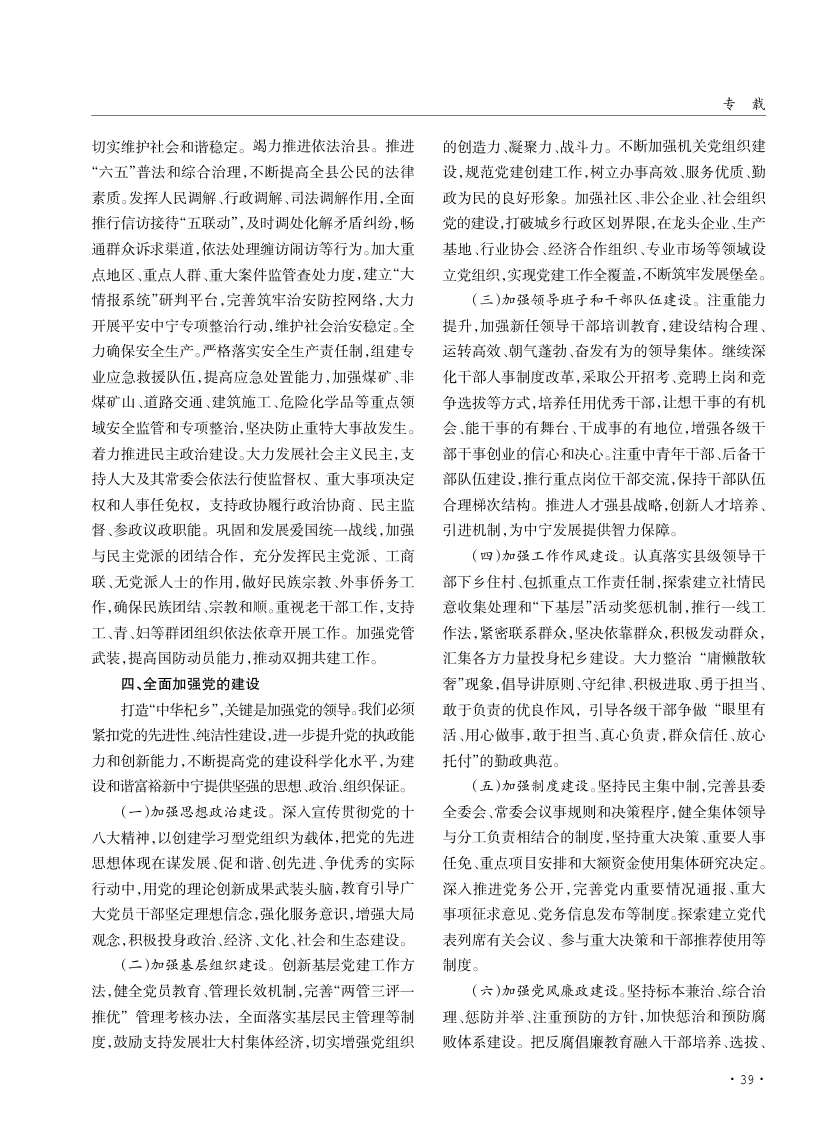 专　载
切实维护社会和谐稳定。竭力推进依法治县。推进
“六五”普法和综合治理,不断提高全县公民的法律
素质。发挥人民调解、行政调解、司法调解作用,全面
推行信访接待“五联动”,及时调处化解矛盾纠纷,畅
通群众诉求渠道,依法处理缠访闹访等行为。加大重
点地区、重点人群、重大案件监管查处力度,建立“大
情报系统”研判平台,完善筑牢治安防控网络,大力
开展平安中宁专项整治行动,维护社会治安稳定。全
力确保安全生产。严格落实安全生产责任制,组建专
业应急救援队伍,提高应急处置能力,加强煤矿、非
煤矿山、道路交通、建筑施工、危险化学品等重点领
域安全监管和专项整治,坚决防止重特大事故发生。
着力推进民主政治建设。大力发展社会主义民主,支
持人大及其常委会依法行使监督权、重大事项决定
权和人事任免权，支持政协履行政治协商、民主监
督、参政议政职能。巩固和发展爱国统一战线,加强
与民主党派的团结合作，充分发挥民主党派、工商
联、无党派人士的作用,做好民族宗教、外事侨务工
作,确保民族团结、宗教和顺。重视老干部工作,支持
工、青、妇等群团组织依法依章开展工作。加强党管
武装,提高国防动员能力,推动双拥共建工作。
四、全面加强党的建设
打造“中华杞乡”,关键是加强党的领导。我们必须
紧扣党的先进性、纯洁性建设,进一步提升党的执政能
力和创新能力,不断提高党的建设科学化水平,为建
设和谐富裕新中宁提供坚强的思想、政治、组织保证。
(一)加强思想政治建设。深入宣传贯彻党的十
八大精神,以创建学习型党组织为载体,把党的先进
思想体现在谋发展、促和谐、创先进、争优秀的实际
行动中,用党的理论创新成果武装头脑,教育引导广
大党员干部坚定理想信念,强化服务意识,增强大局
观念,积极投身政治、经济、文化、社会和生态建设。
(二)加强基层组织建设。创新基层党建工作方
法,健全党员教育、管理长效机制,完善“两管三评一
推优”管理考核办法，全面落实基层民主管理等制
度,鼓励支持发展壮大村集体经济,切实增强党组织
的创造力、凝聚力、战斗力。不断加强机关党组织建
设,规范党建创建工作,树立办事高效、服务优质、勤
政为民的良好形象。加强社区、非公企业、社会组织
党的建设,打破城乡行政区划界限,在龙头企业、生产
基地、行业协会、经济合作组织、专业市场等领域设
立党组织,实现党建工作全覆盖,不断筑牢发展堡垒。
(三)加强领导班子和干部队伍建设。注重能力
提升,加强新任领导干部培训教育,建设结构合理、
运转高效、朝气蓬勃、奋发有为的领导集体。继续深
化干部人事制度改革,采取公开招考、竞聘上岗和竞
争选拔等方式,培养任用优秀干部,让想干事的有机
会、能干事的有舞台、干成事的有地位,增强各级干
部干事创业的信心和决心。注重中青年干部、后备干
部队伍建设,推行重点岗位干部交流,保持干部队伍
合理梯次结构。推进人才强县战略,创新人才培养、
引进机制,为中宁发展提供智力保障。
(四)加强工作作风建设。认真落实县级领导干
部下乡住村、包抓重点工作责任制,探索建立社情民
意收集处理和“下基层”活动奖惩机制,推行一线工
作法,紧密联系群众,坚决依靠群众,积极发动群众,
汇集各方力量投身杞乡建设。大力整治“庸懒散软
奢”现象,倡导讲原则、守纪律、积极进取、勇于担当、
敢于负责的优良作风，引导各级干部争做“眼里有
活、用心做事,敢于担当、真心负责,群众信任、放心
托付”的勤政典范。
(五)加强制度建设。坚持民主集中制,完善县委
全委会、常委会议事规则和决策程序,健全集体领导
与分工负责相结合的制度,坚持重大决策、重要人事
任免、重点项目安排和大额资金使用集体研究决定。
深入推进党务公开,完善党内重要情况通报、重大
事项征求意见、党务信息发布等制度。探索建立党代
表列席有关会议、参与重大决策和干部推荐使用等
制度。
(六)加强党风廉政建设。坚持标本兼治、综合治
理、惩防并举、注重预防的方针,加快惩治和预防腐
败体系建设。把反腐倡廉教育融入干部培养、选拔、
·39·